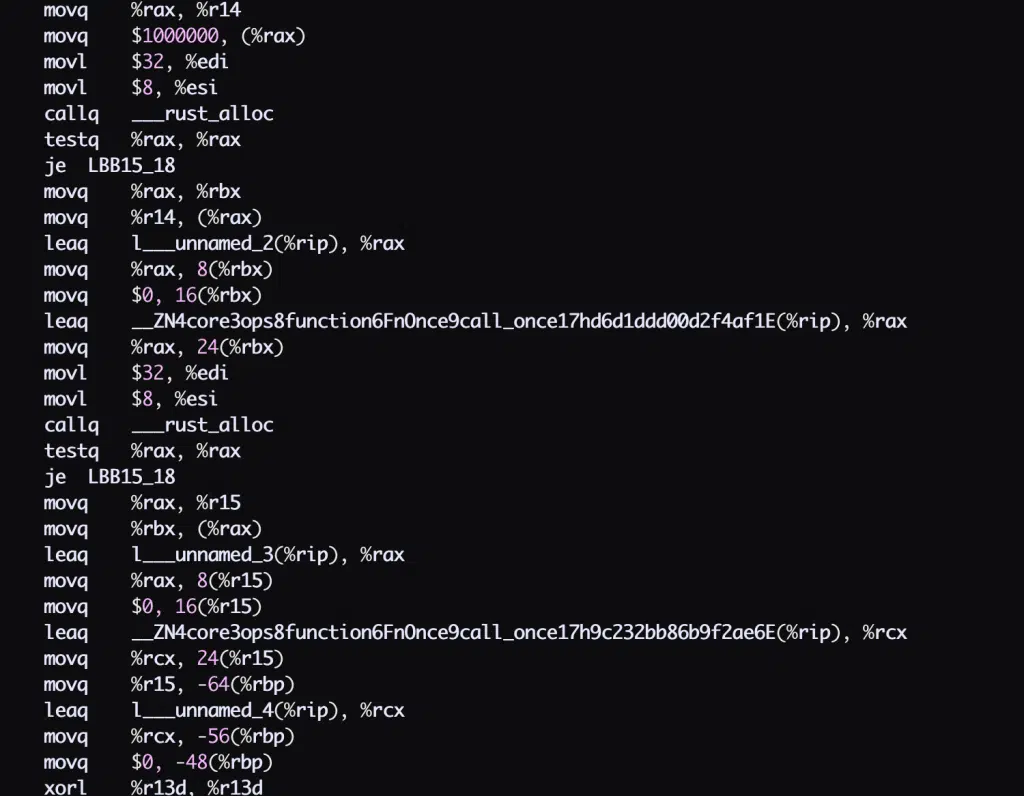 movq %rax, %r14
movq $1000000, (%rax)
movl $32, %edi
movl $8, %esi
callq ___rust_alloc
testq %rax, %rax
je LBB15_18
movq %rax, %rbx
movq %r14, (%rax)
leaq l___unnamed_2(%rip), %rax
movq %rax, 8(%rbx)
movq $0, 16(%rbx)
leaq __ZN4core3ops8function6FnOnce9call_once17hd6d1ddd00d2f4af1E(%rip), %rax
movq %rax, 24(%rbx)
movl $32, %edi
movl $8, %esi
callq ___rust_alloc
testq %rax, %rax
je LBB15_18
movq %rax, %r15
movq %rbx, (%rax)
leaq l___unnamed_3(%rip), %rax
movq %rax, 8(%r15)
movq $0, 16(%r15)
leaq __ZN4core3ops8function6FnOnce9call_once17h9c232bb86b9f2ae6E(%rip), %rcx
movq %rcx, 24(%r15)
movq %r15, -64(%rbp)
leaq l___unnamed_4(%rip), %rcx
movq %rcx, -56(%rbp)
movq $0, -48(%rbp)
xorl %r13d, %r13d